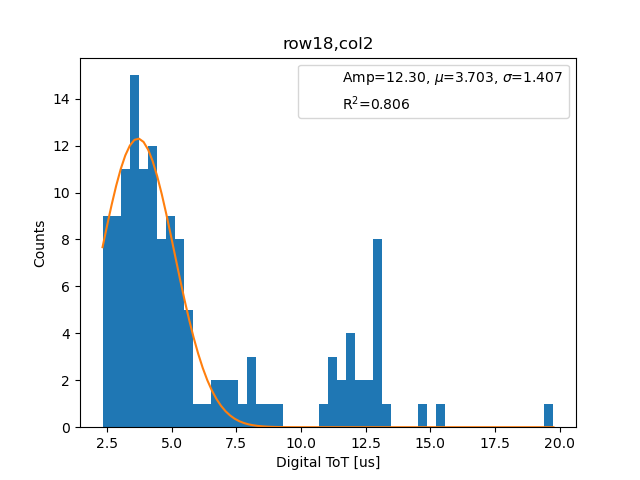 row18,col2
Amp=12.30, μ=3.703, σ=1.407
R²=0.806
Counts
14
12
10
8
6
4
2
0
2.5 5.0 7.5 10.0 12.5 15.0 17.5 20.0
Digital ToT [us]